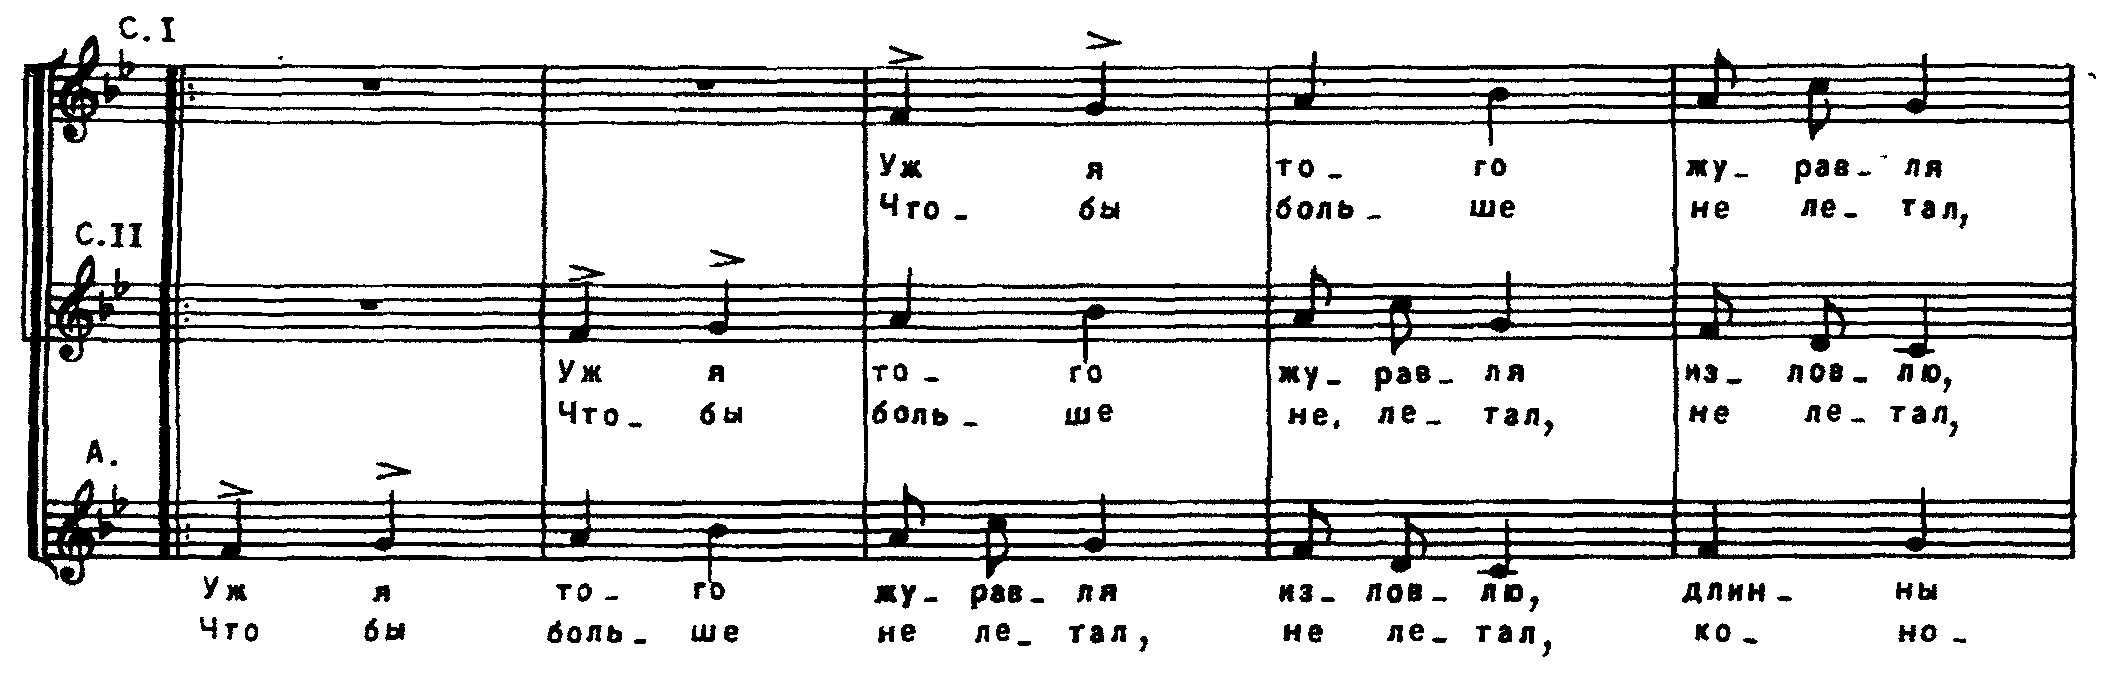 С.I
Уж я то_ го жу_ рав_ ля
Что_ бы боль_ ше не ле_ тал,
С.II
Уж я то_ го жу_ рав_ ля из_ лов_ лю,
Что_ бы боль_ ше не. ле_ тал, не ле_ тал,
А.
Уж я то_ го жу_ рав_ ля из_ лов_ лю, длин_ ны
Что бы боль_ ше не ле_ тал, не ле_ тал, ко_ но_